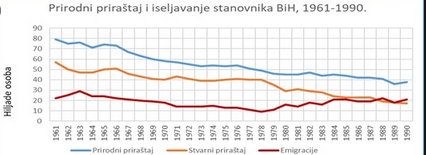 Prirodni priraštaj i iseljavanje stanovnika BiH, 1961-1990.
Hiljade osoba
90
80
70
60
50
40
30
20
10
0
1961 1962 1963 1964 1965 1966 1967 1968 1969 1970 1971 1972 1973 1974 1975 1976 1977 1978 1979 1980 1981 1982 1983 1984 1985 1986 1987 1988 1989 1990
Prirodni priraštaj Stvarni priraštaj Emigracije